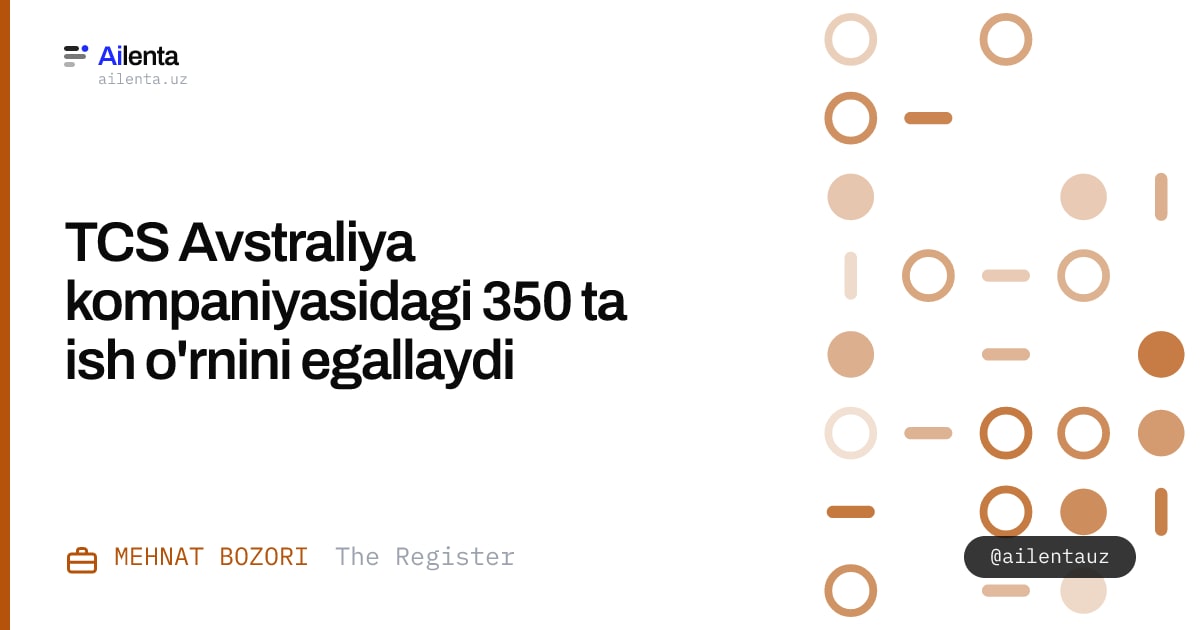 Ailenta
ailenta.uz
TCS Avstraliya
kompaniyasidagi 350 ta
ish o'rnini egallaydi
MEHNAT BOZORI The Register
@ailentauz